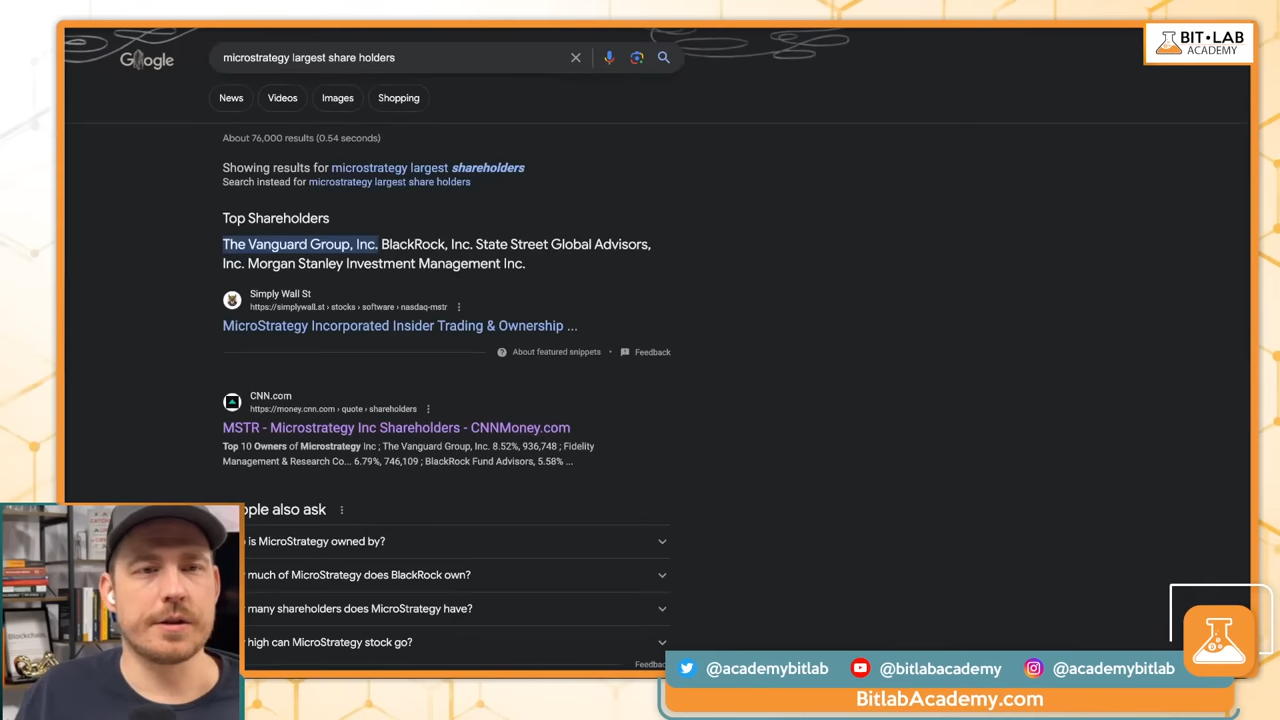 BIT•LAB
ACADEMY
Google
microstrategy largest share holders
News
Videos
Images
Shopping
About 76,000 results (0.54 seconds)
Showing results for microstrategy largest shareholders
Search instead for microstrategy largest share holders
Top Shareholders
The Vanguard Group, Inc. BlackRock, Inc. State Street Global Advisors,
Inc. Morgan Stanley Investment Management Inc.
Simply Wall St
https://simplywall.st › stocks › software › nasdaq-mstr
MicroStrategy Incorporated Insider Trading & Ownership ...
About featured snippets • Feedback
CNN.com
https://money.cnn.com › quote › shareholders
MSTR - Microstrategy Inc Shareholders - CNNMoney.com
Top 10 Owners of Microstrategy Inc ; The Vanguard Group, Inc. 8.52%, 936,748 ; Fidelity
Management & Research Co... 6.79%, 746,109 ; BlackRock Fund Advisors, 5.58% ...
ople also ask
is MicroStrategy owned by?
much of MicroStrategy does BlackRock own?
many shareholders does MicroStrategy have?
high can MicroStrategy stock go?
Feedbac
Blockchain
@academybitlab
@bitlabacademy
@academybitlab
BitlabAcademy.com